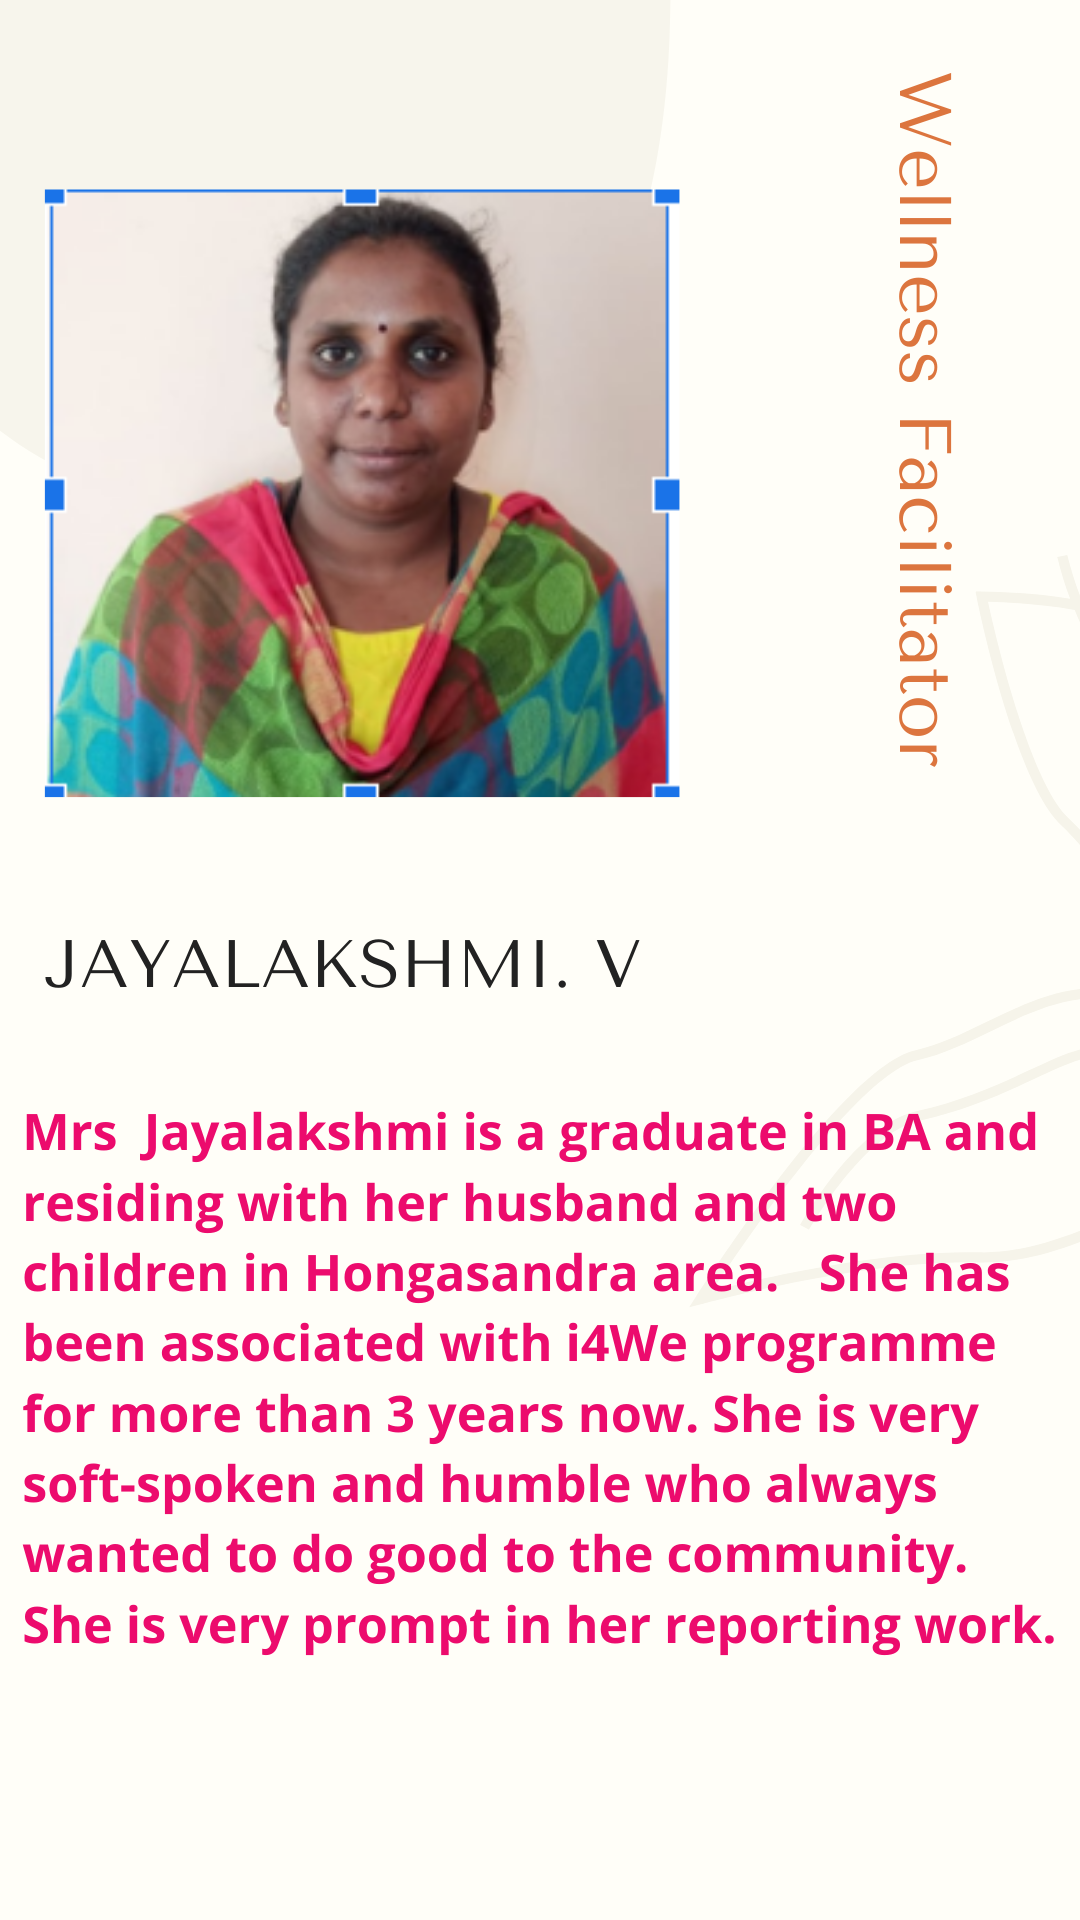 Wellness Facilitator
JAYALAKSHMI. V
Mrs  Jayalakshmi is a graduate in BA and
residing with her husband and two
children in Hongasandra area.   She has
been associated with i4We programme
for more than 3 years now. She is very
soft-spoken and humble who always
wanted to do good to the community.
She is very prompt in her reporting work.